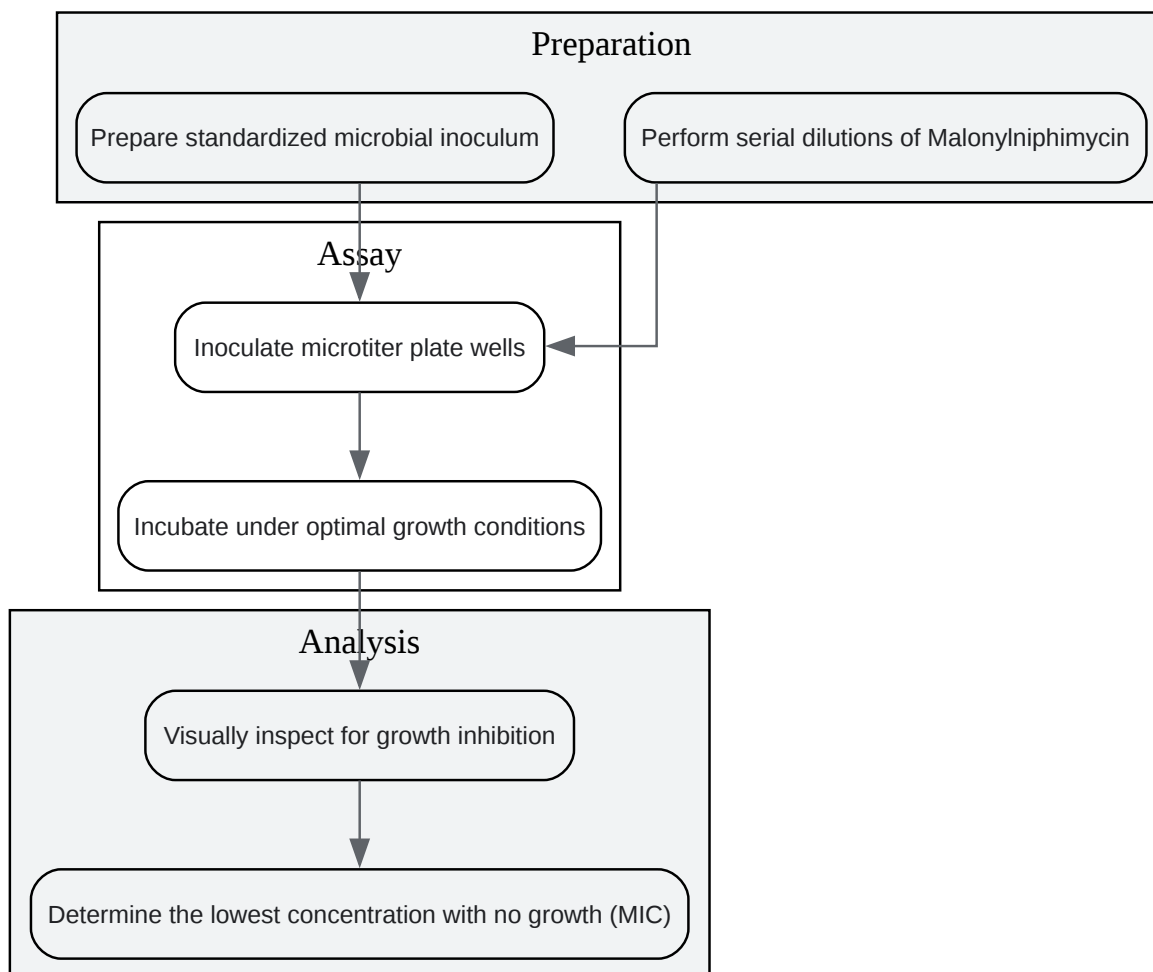 Preparation
Prepare standardized microbial inoculum
Perform serial dilutions of Malonylniphimycin
Assay
Inoculate microtiter plate wells
Incubate under optimal growth conditions
Analysis
Visually inspect for growth inhibition
Determine the lowest concentration with no growth (MIC)